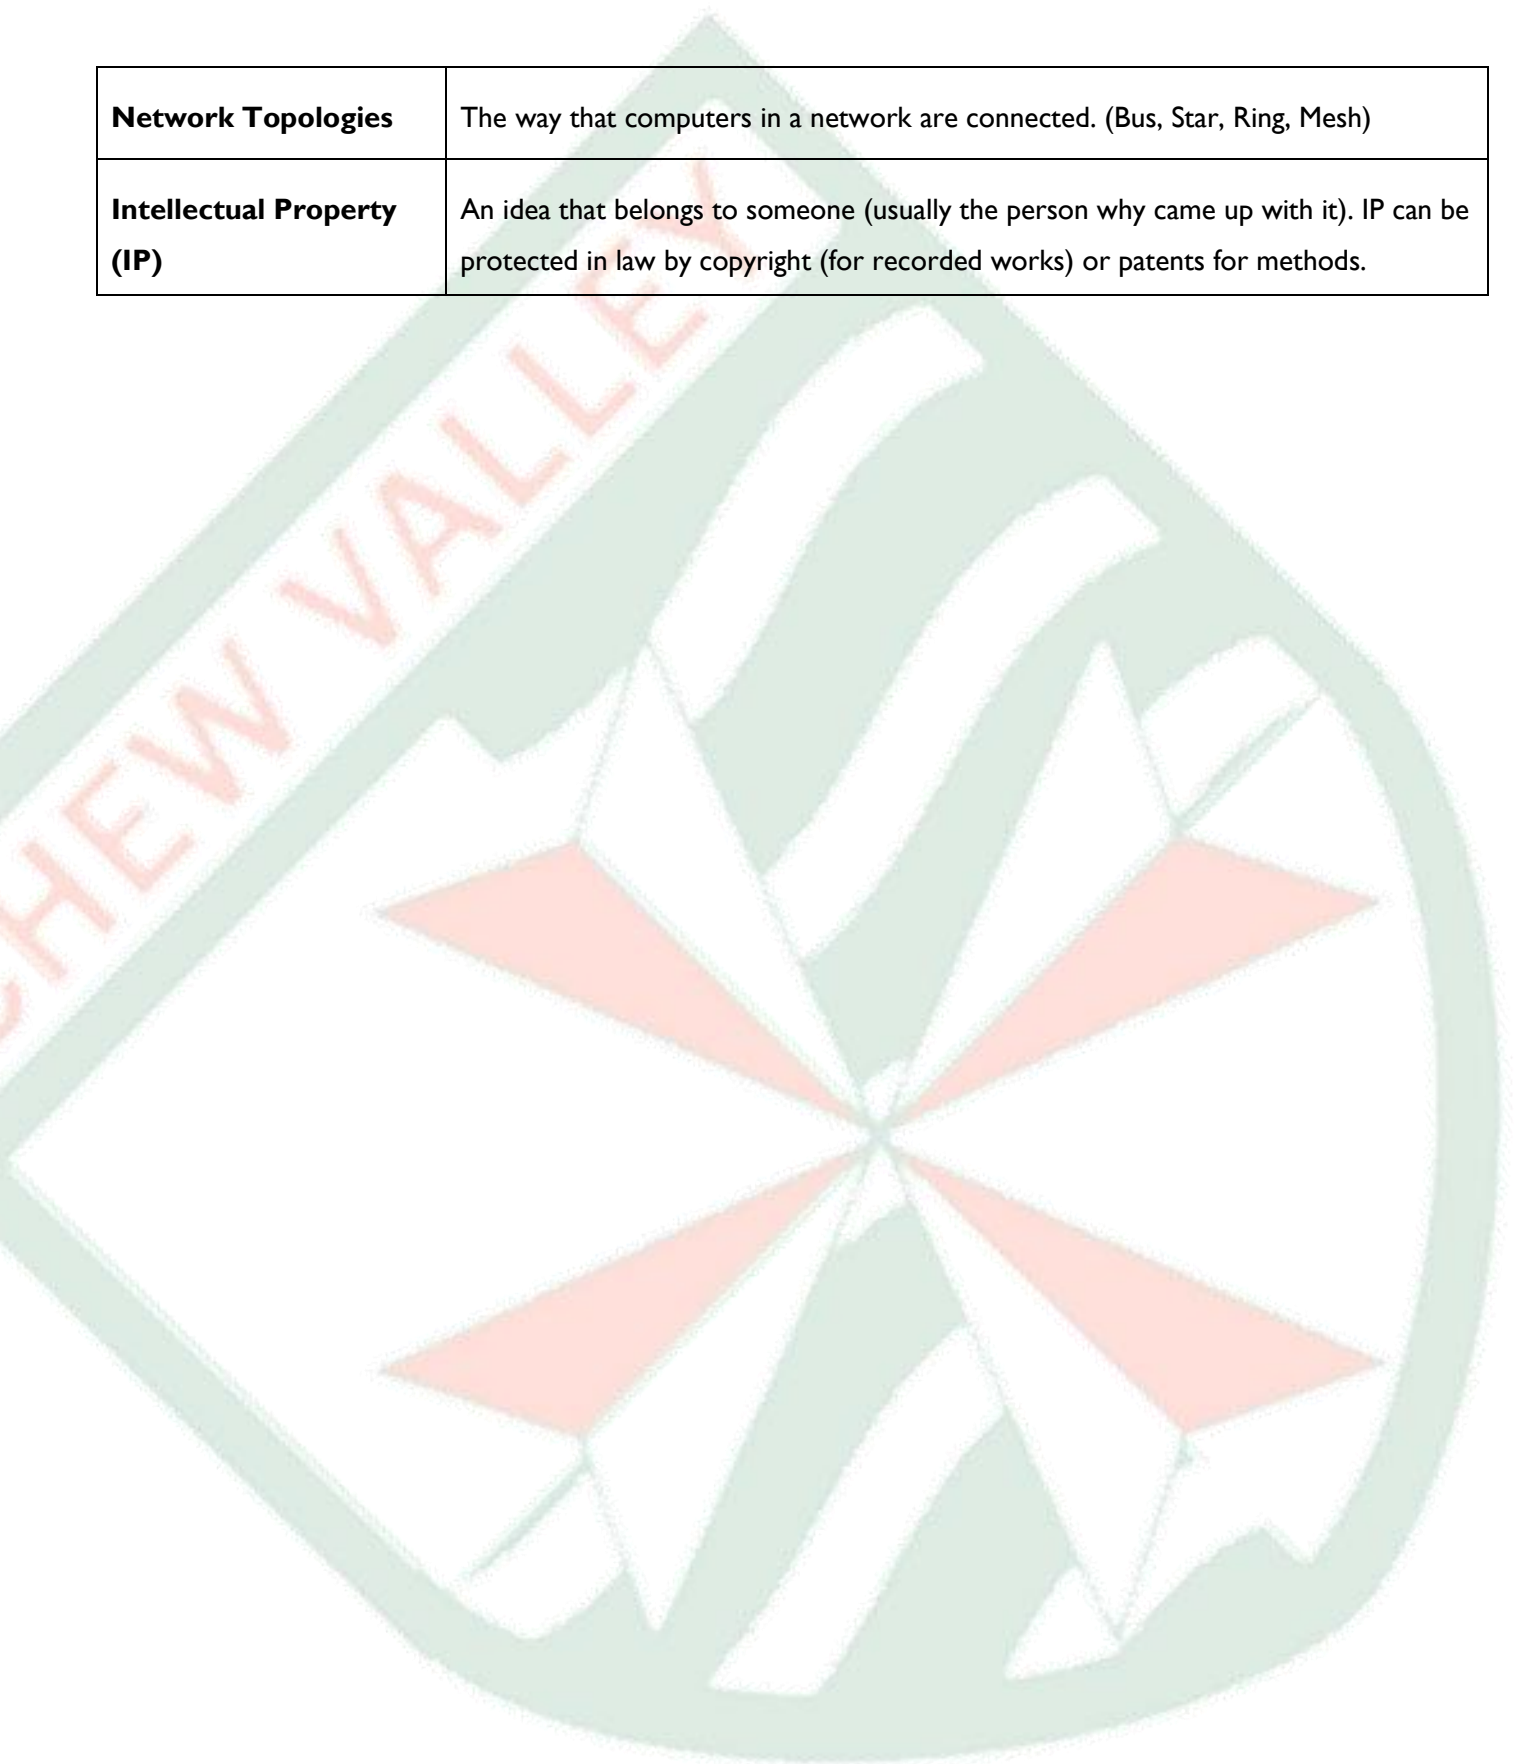 Network Topologies
The way that computers in a network are connected. (Bus, Star, Ring, Mesh)
Intellectual Property
(IP)
An idea that belongs to someone (usually the person why came up with it). IP can be
protected in law by copyright (for recorded works) or patents for methods.
CHEW VALLEY